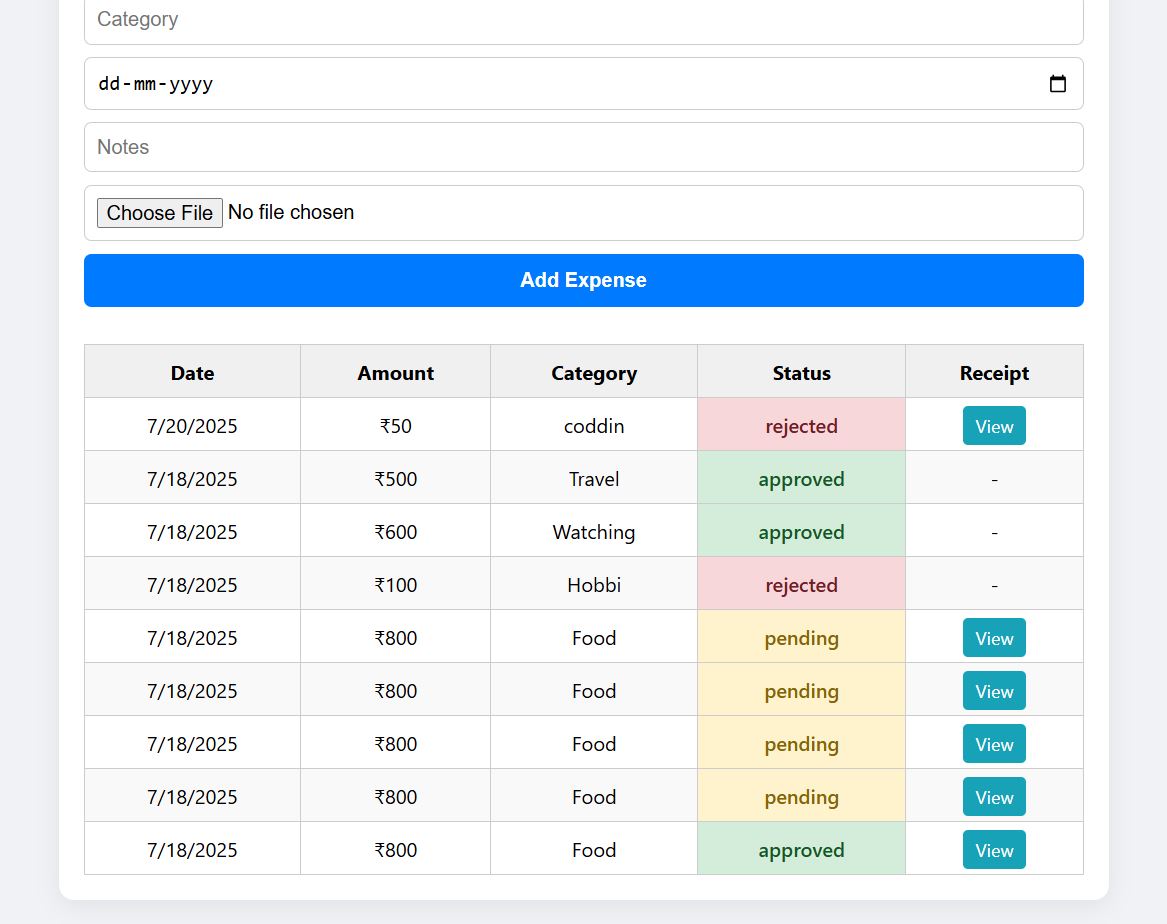 Category
dd-mm-yyyy
Notes
Choose File No file chosen
Add Expense
Date Amount Category Status Receipt
7/20/2025 ₹50 coddin rejected View
7/18/2025 ₹500 Travel approved -
7/18/2025 ₹600 Watching approved -
7/18/2025 ₹100 Hobbi rejected -
7/18/2025 ₹800 Food pending View
7/18/2025 ₹800 Food pending View
7/18/2025 ₹800 Food pending View
7/18/2025 ₹800 Food pending View
7/18/2025 ₹800 Food approved View